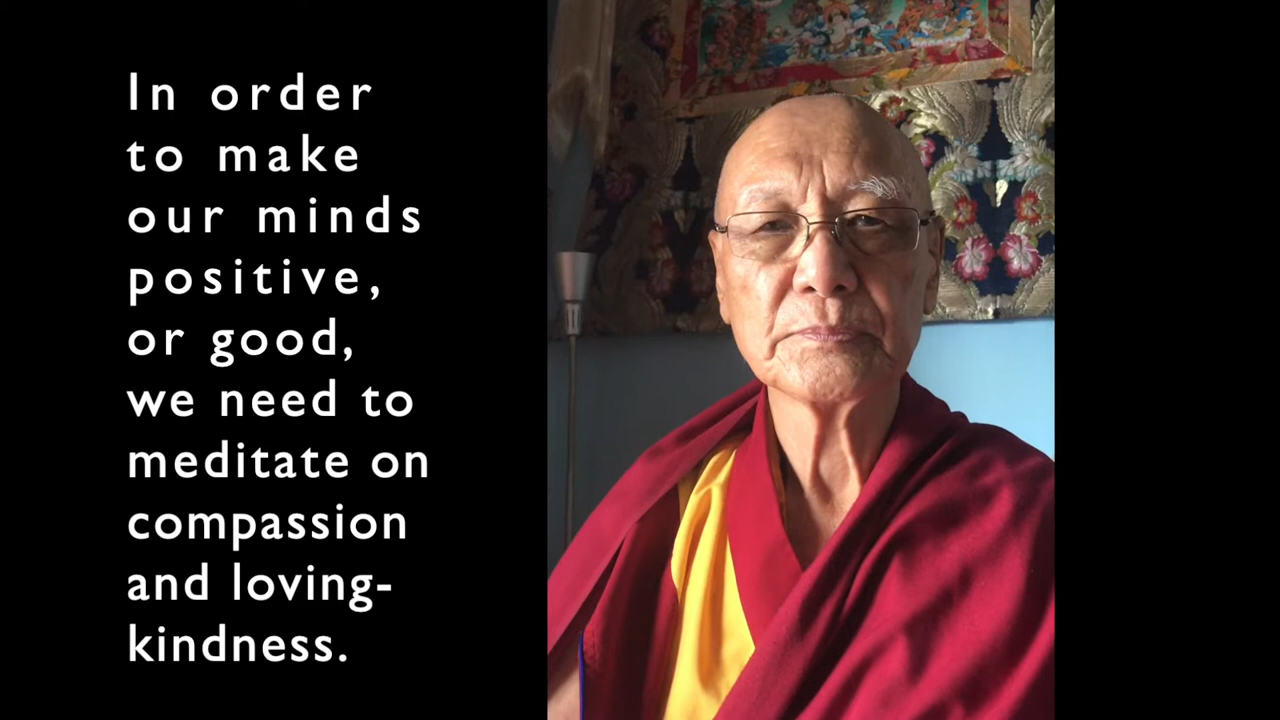 In order
to make
our minds
positive,
or good,
we need to
meditate on
compassion
and loving-
kindness.